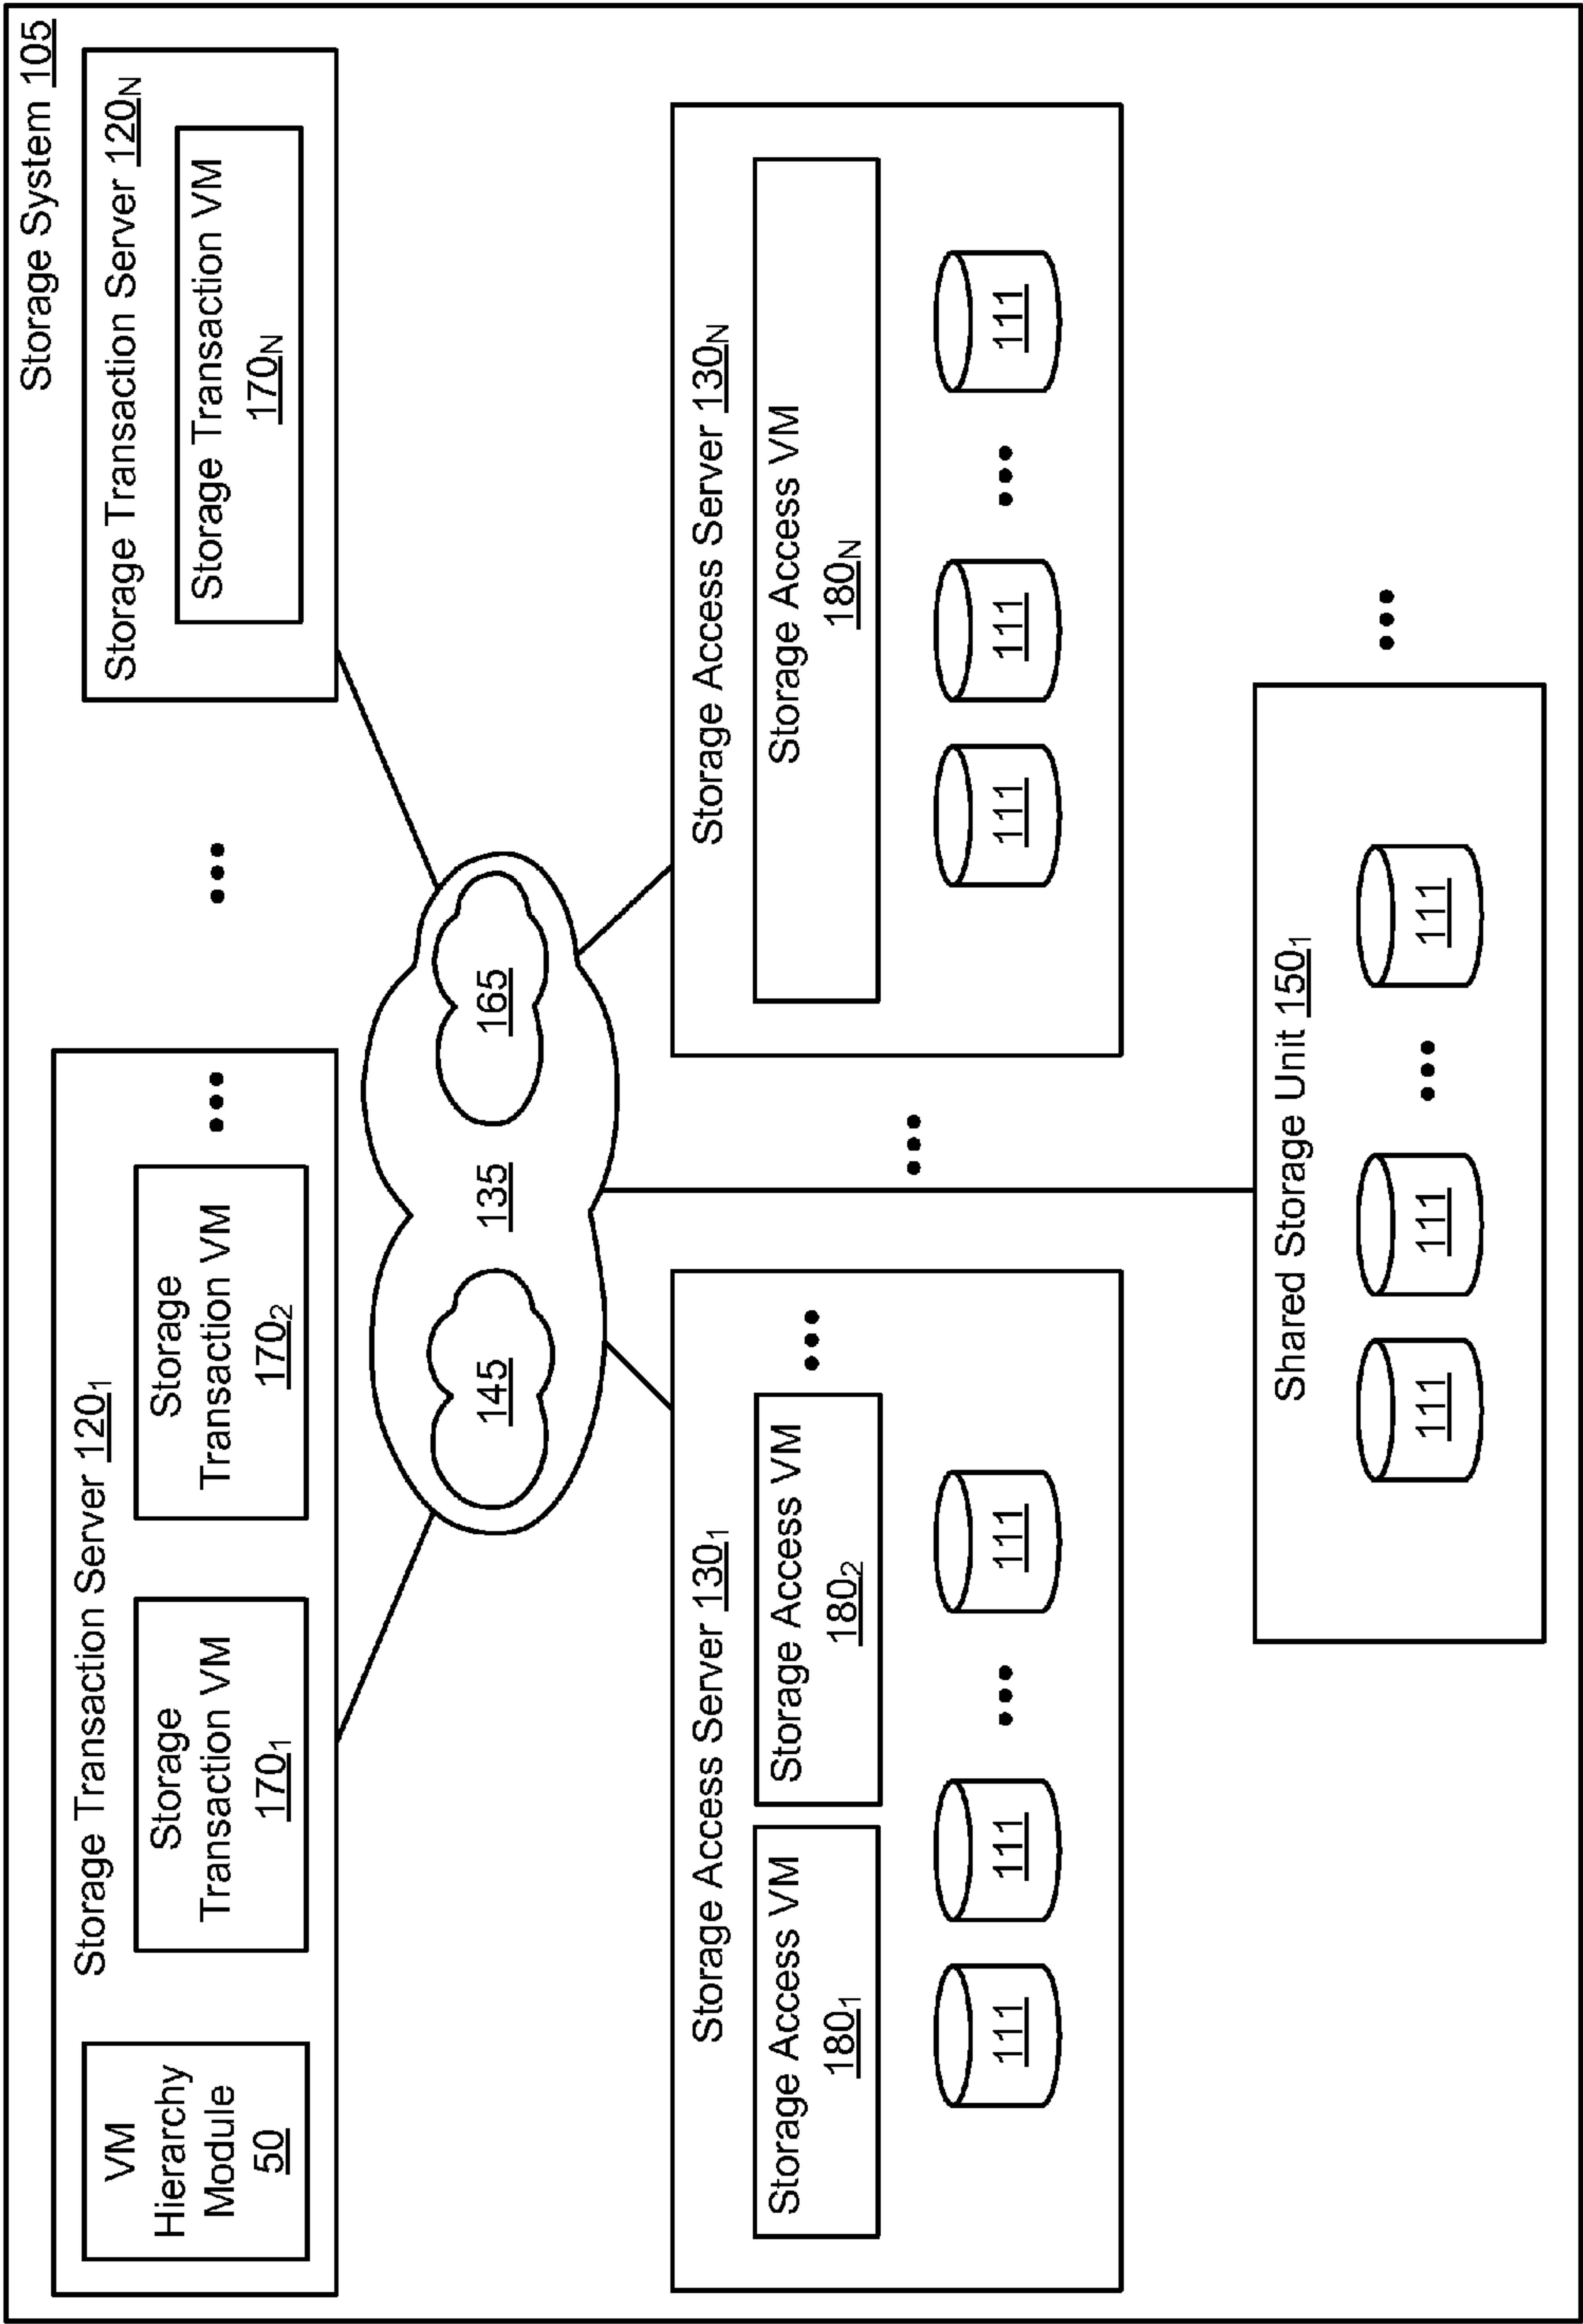 Storage System 105
Storage Transaction Server 120₁
VM
Hierarchy
Module
50
Storage
Transaction VM
170₁
Storage
Transaction VM
170₂
•••
•••
Storage Transaction Server 120N
Storage Transaction VM
170N
145
135
165
Storage Access Server 130₁
Storage Access VM
180₁
Storage Access VM
180₂
•••
111
111
•••
111
•••
Storage Access Server 130N
Storage Access VM
180N
111
111
•••
111
Shared Storage Unit 150₁
111
111
•••
111
•••